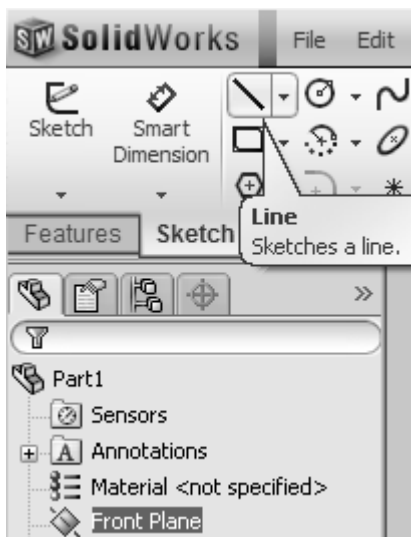 SW SolidWorks File Edit
Sketch Smart Dimension
Line
Sketches a line.
Features Sketch
Part1
Sensors
A Annotations
Material <not specified>
Front Plane